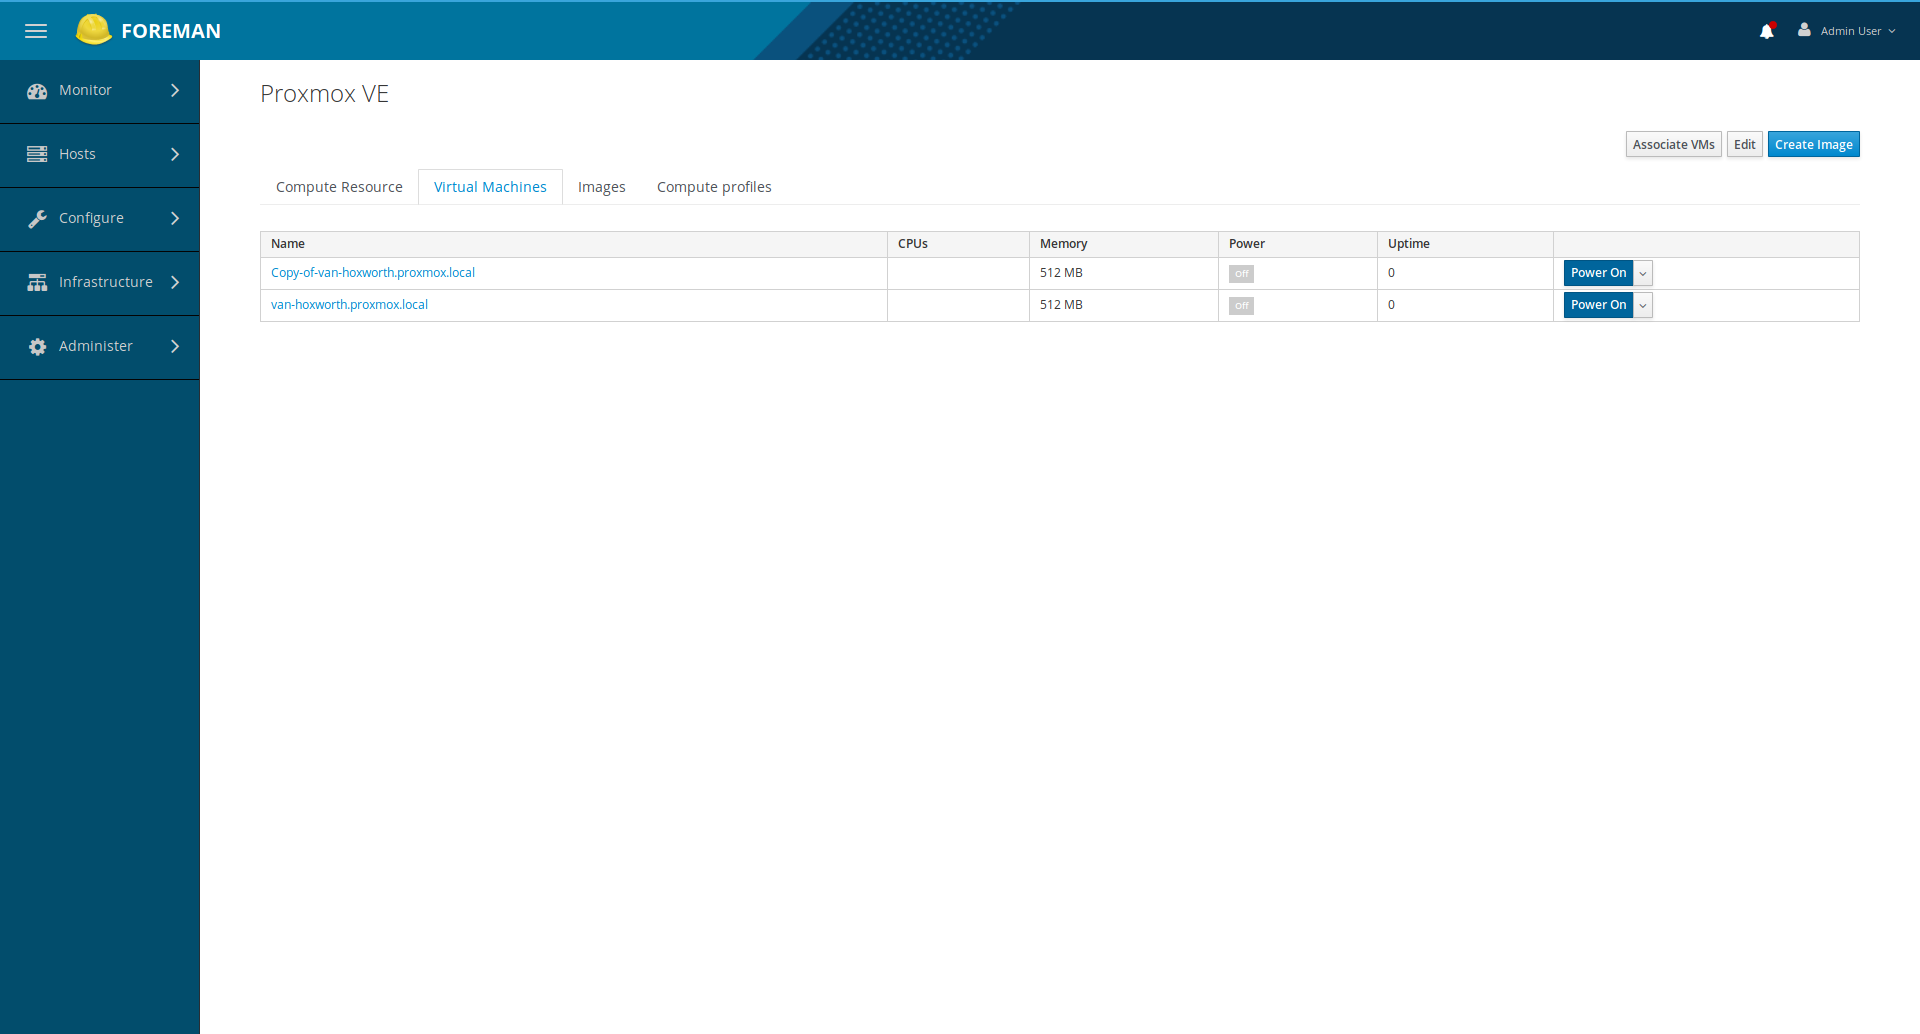 FOREMAN
Admin User
Monitor
Hosts
Configure
Infrastructure
Administer
Proxmox VE
Associate VMs Edit Create Image
Compute Resource Virtual Machines Images Compute profiles
Name CPUs Memory Power Uptime
Copy-of-van-hoxworth.proxmox.local 512 MB Off 0 Power On
van-hoxworth.proxmox.local 512 MB Off 0 Power On